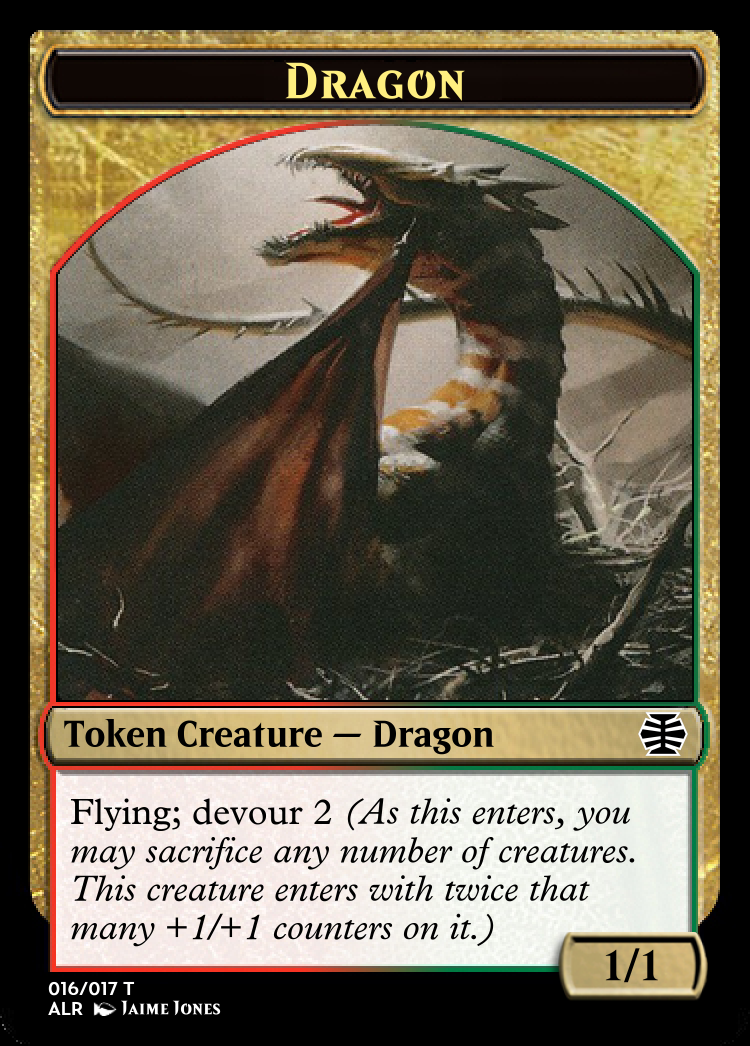 Dragon
Token Creature — Dragon
Flying; devour 2 (As this enters, you
may sacrifice any number of creatures.
This creature enters with twice that
many +1/+1 counters on it.)
1/1
016/017 T
ALR Jaime Jones